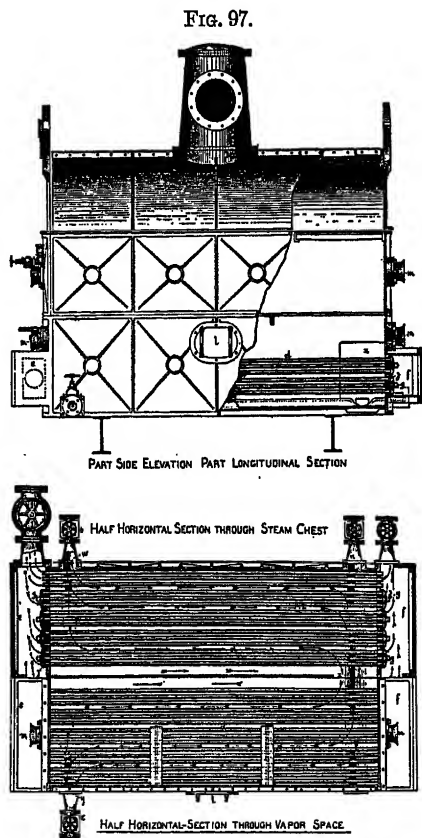 FIG. 97.
PART SIDE ELEVATION PART LONGITUDINAL SECTION
HALF HORIZONTAL SECTION THROUGH STEAM CHEST
HALF HORIZONTAL-SECTION THROUGH VAPOR SPACE